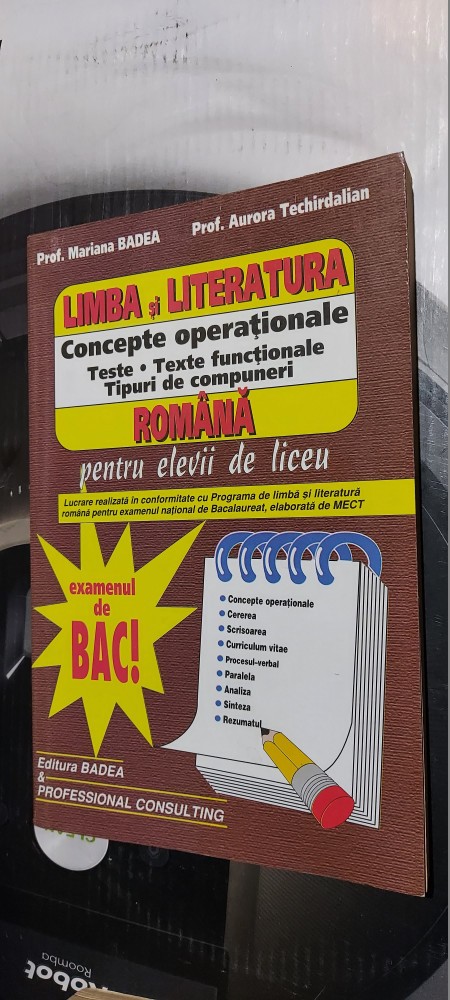 Prof. Mariana BADEA
Prof. Aurora Techirdalian
LIMBA și LITERATURA
Concepte operaționale
Teste • Texte funcționale
Tipuri de compuneri
ROMÂNĂ
pentru elevii de liceu
Lucrare realizată în conformitate cu Programa de limbă și literatură
română pentru examenul național de Bacalaureat, elaborată de MECT
examenul
de
BAC!
Concepte operaționale
Cererea
Scrisoarea
Curriculum vitae
Procesul-verbal
Paralela
Analiza
Sinteza
Rezumatul
Editura BADEA
&
PROFESSIONAL CONSULTING
CLEAN
Robot
Roomba